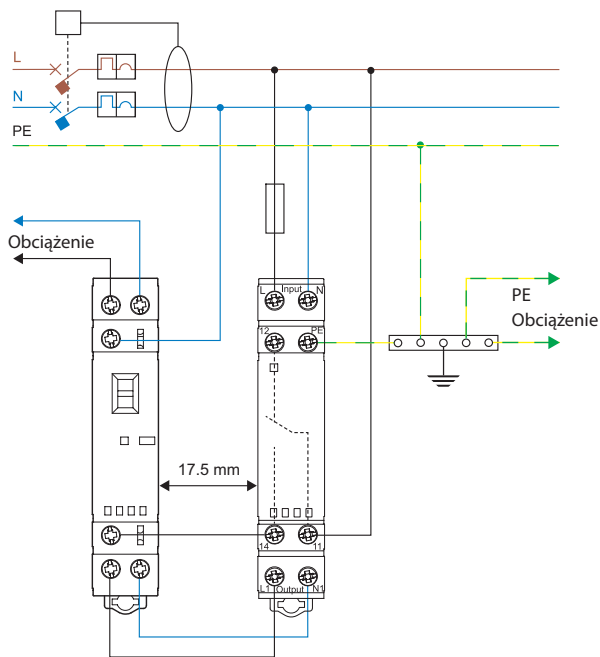 L
N
PE
Obciążenie
L Input N
12 PE
PE
Obciążenie
17.5 mm
14 11
L1 Output N1